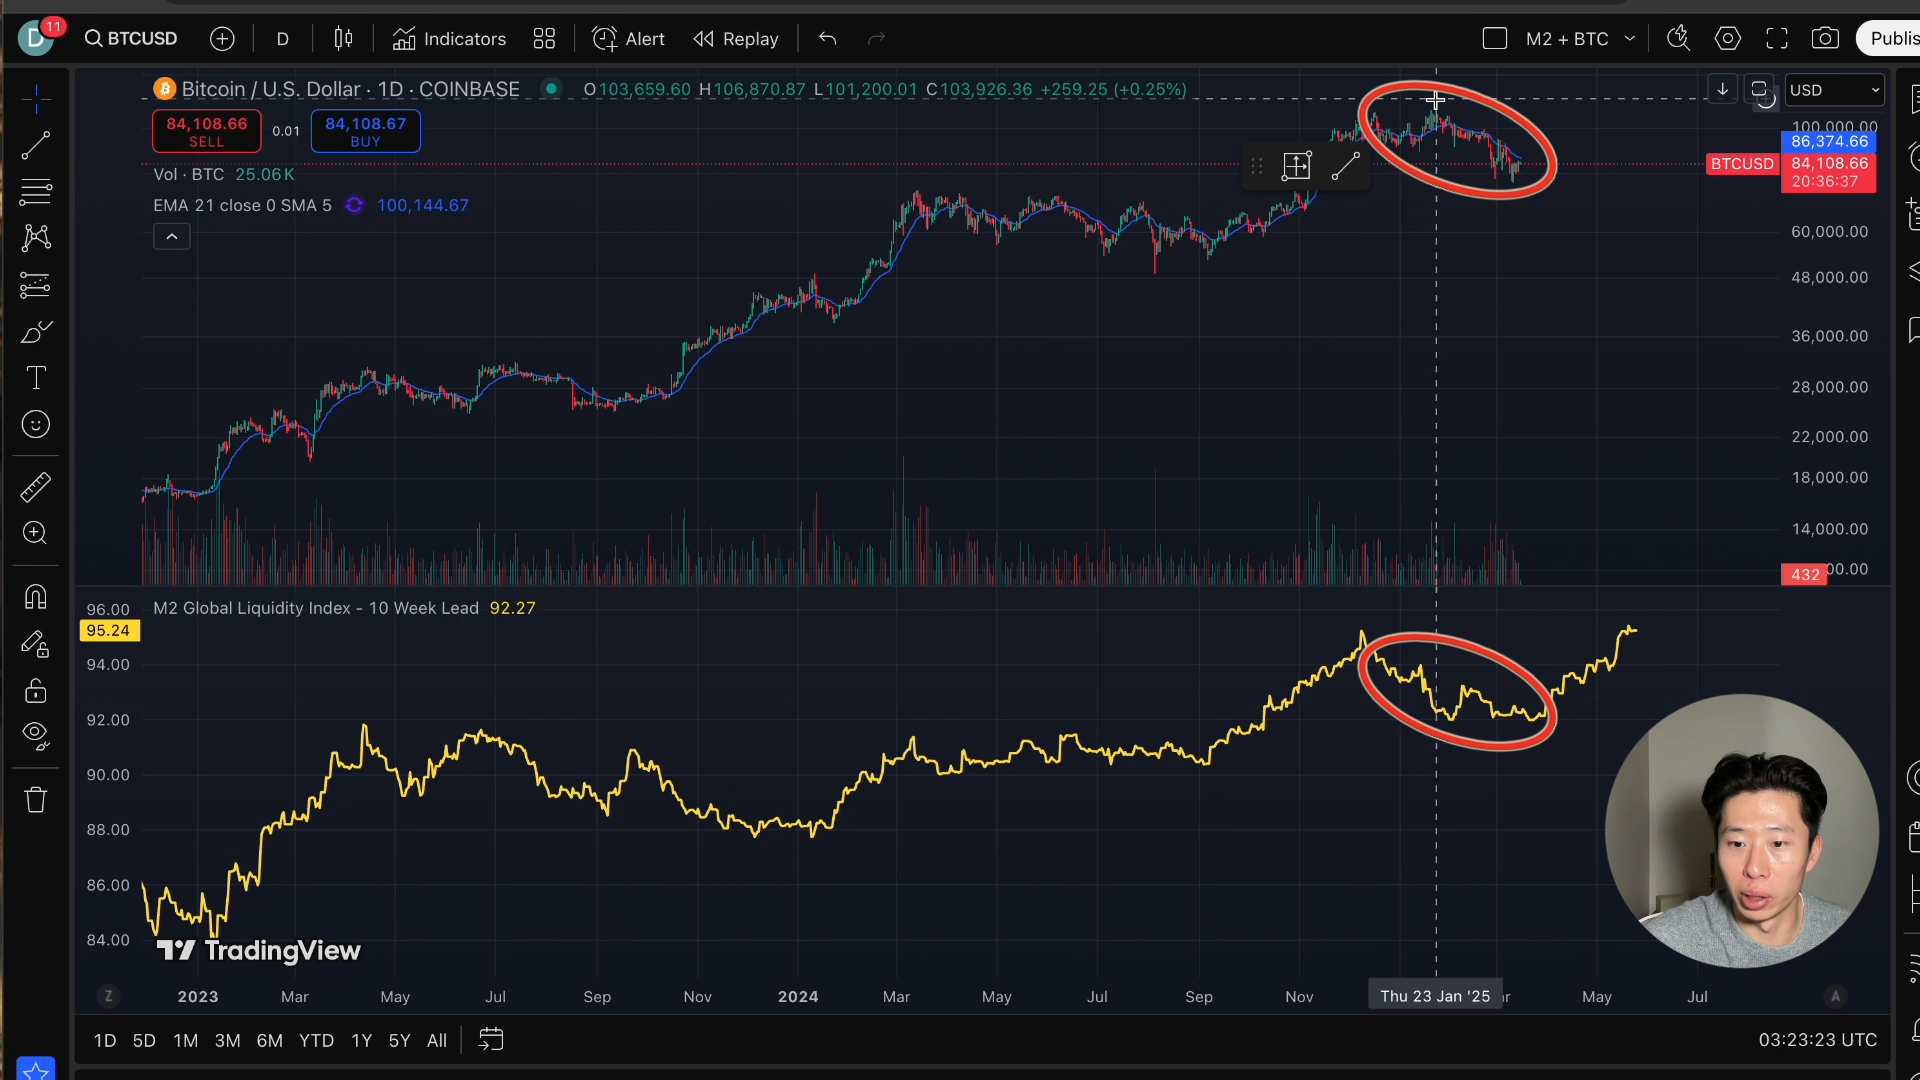 D 11 BTCUSD D Indicators Alert Replay M2 + BTC Publis
Bitcoin / U.S. Dollar · 1D · COINBASE O103,659.60 H106,870.87 L101,200.01 C103,926.36 +259.25 (+0.25%) USD
84,108.66 SELL
0.01
84,108.67 BUY
Vol · BTC 25.06K
EMA 21 close 0 SMA 5 100,144.67
100,000.00
86,374.66
BTCUSD 84,108.66
20:36:37
60,000.00
48,000.00
36,000.00
28,000.00
22,000.00
18,000.00
14,000.00
432
00.00
M2 Global Liquidity Index - 10 Week Lead 92.27
96.00
95.24
94.00
92.00
90.00
88.00
86.00
84.00
TradingView
Z 2023 Mar May Jul Sep Nov 2024 Mar May Jul Sep Nov Thu 23 Jan '25 May Jul A
1D 5D 1M 3M 6M YTD 1Y 5Y All 03:23:23 UTC